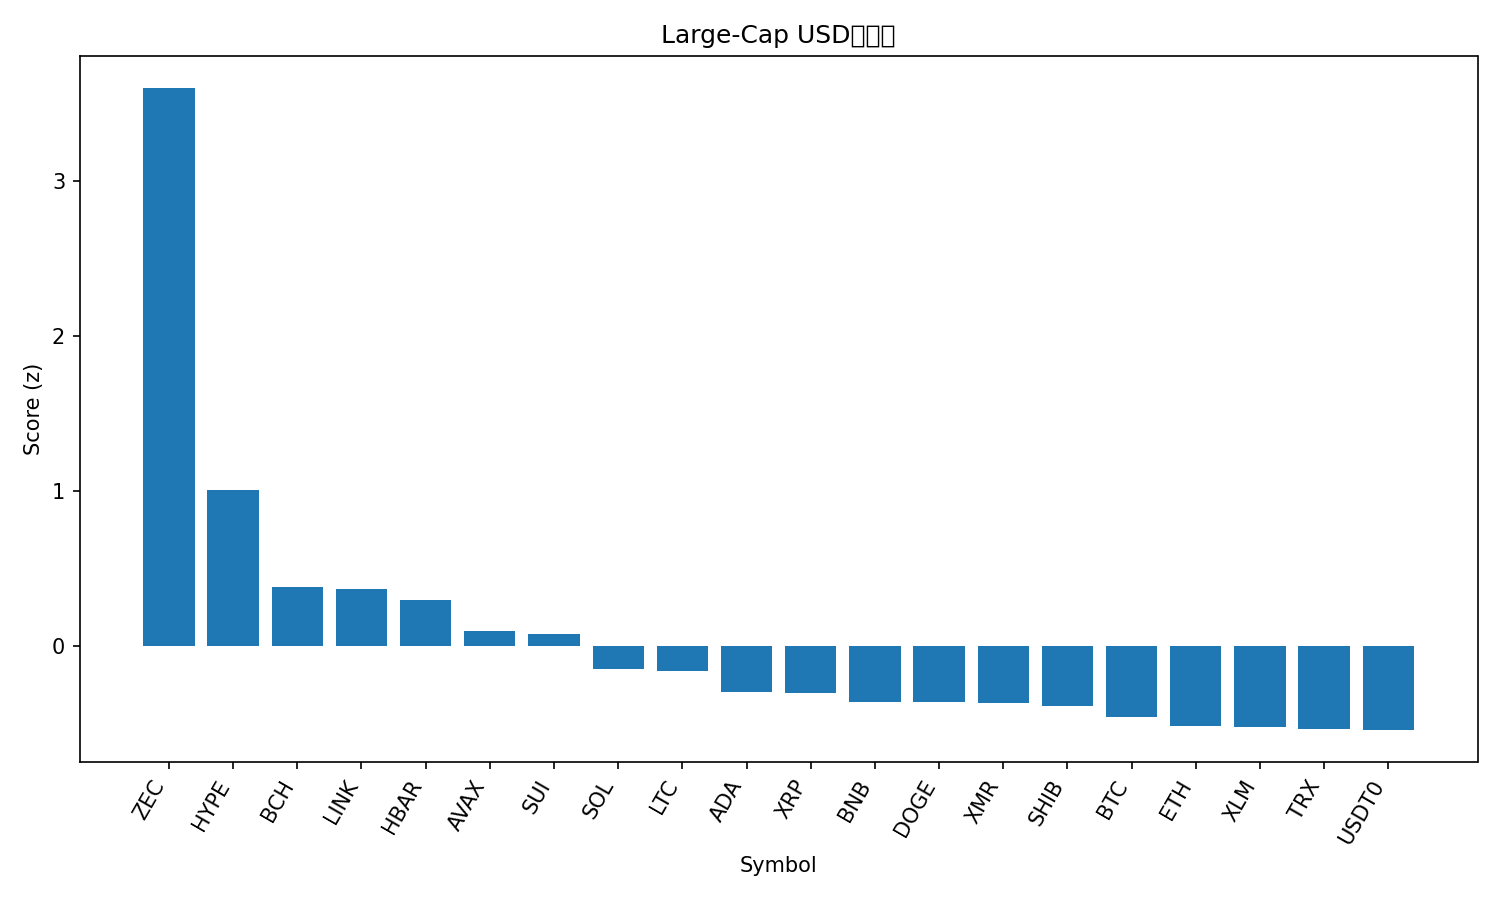 Large-Cap USD
Score (z)
3
2
1
0
ZEC
HYPE
BCH
LINK
HBAR
AVAX
SUI
SOL
LTC
ADA
XRP
BNB
DOGE
XMR
SHIB
BTC
ETH
XLM
TRX
USDT0
Symbol